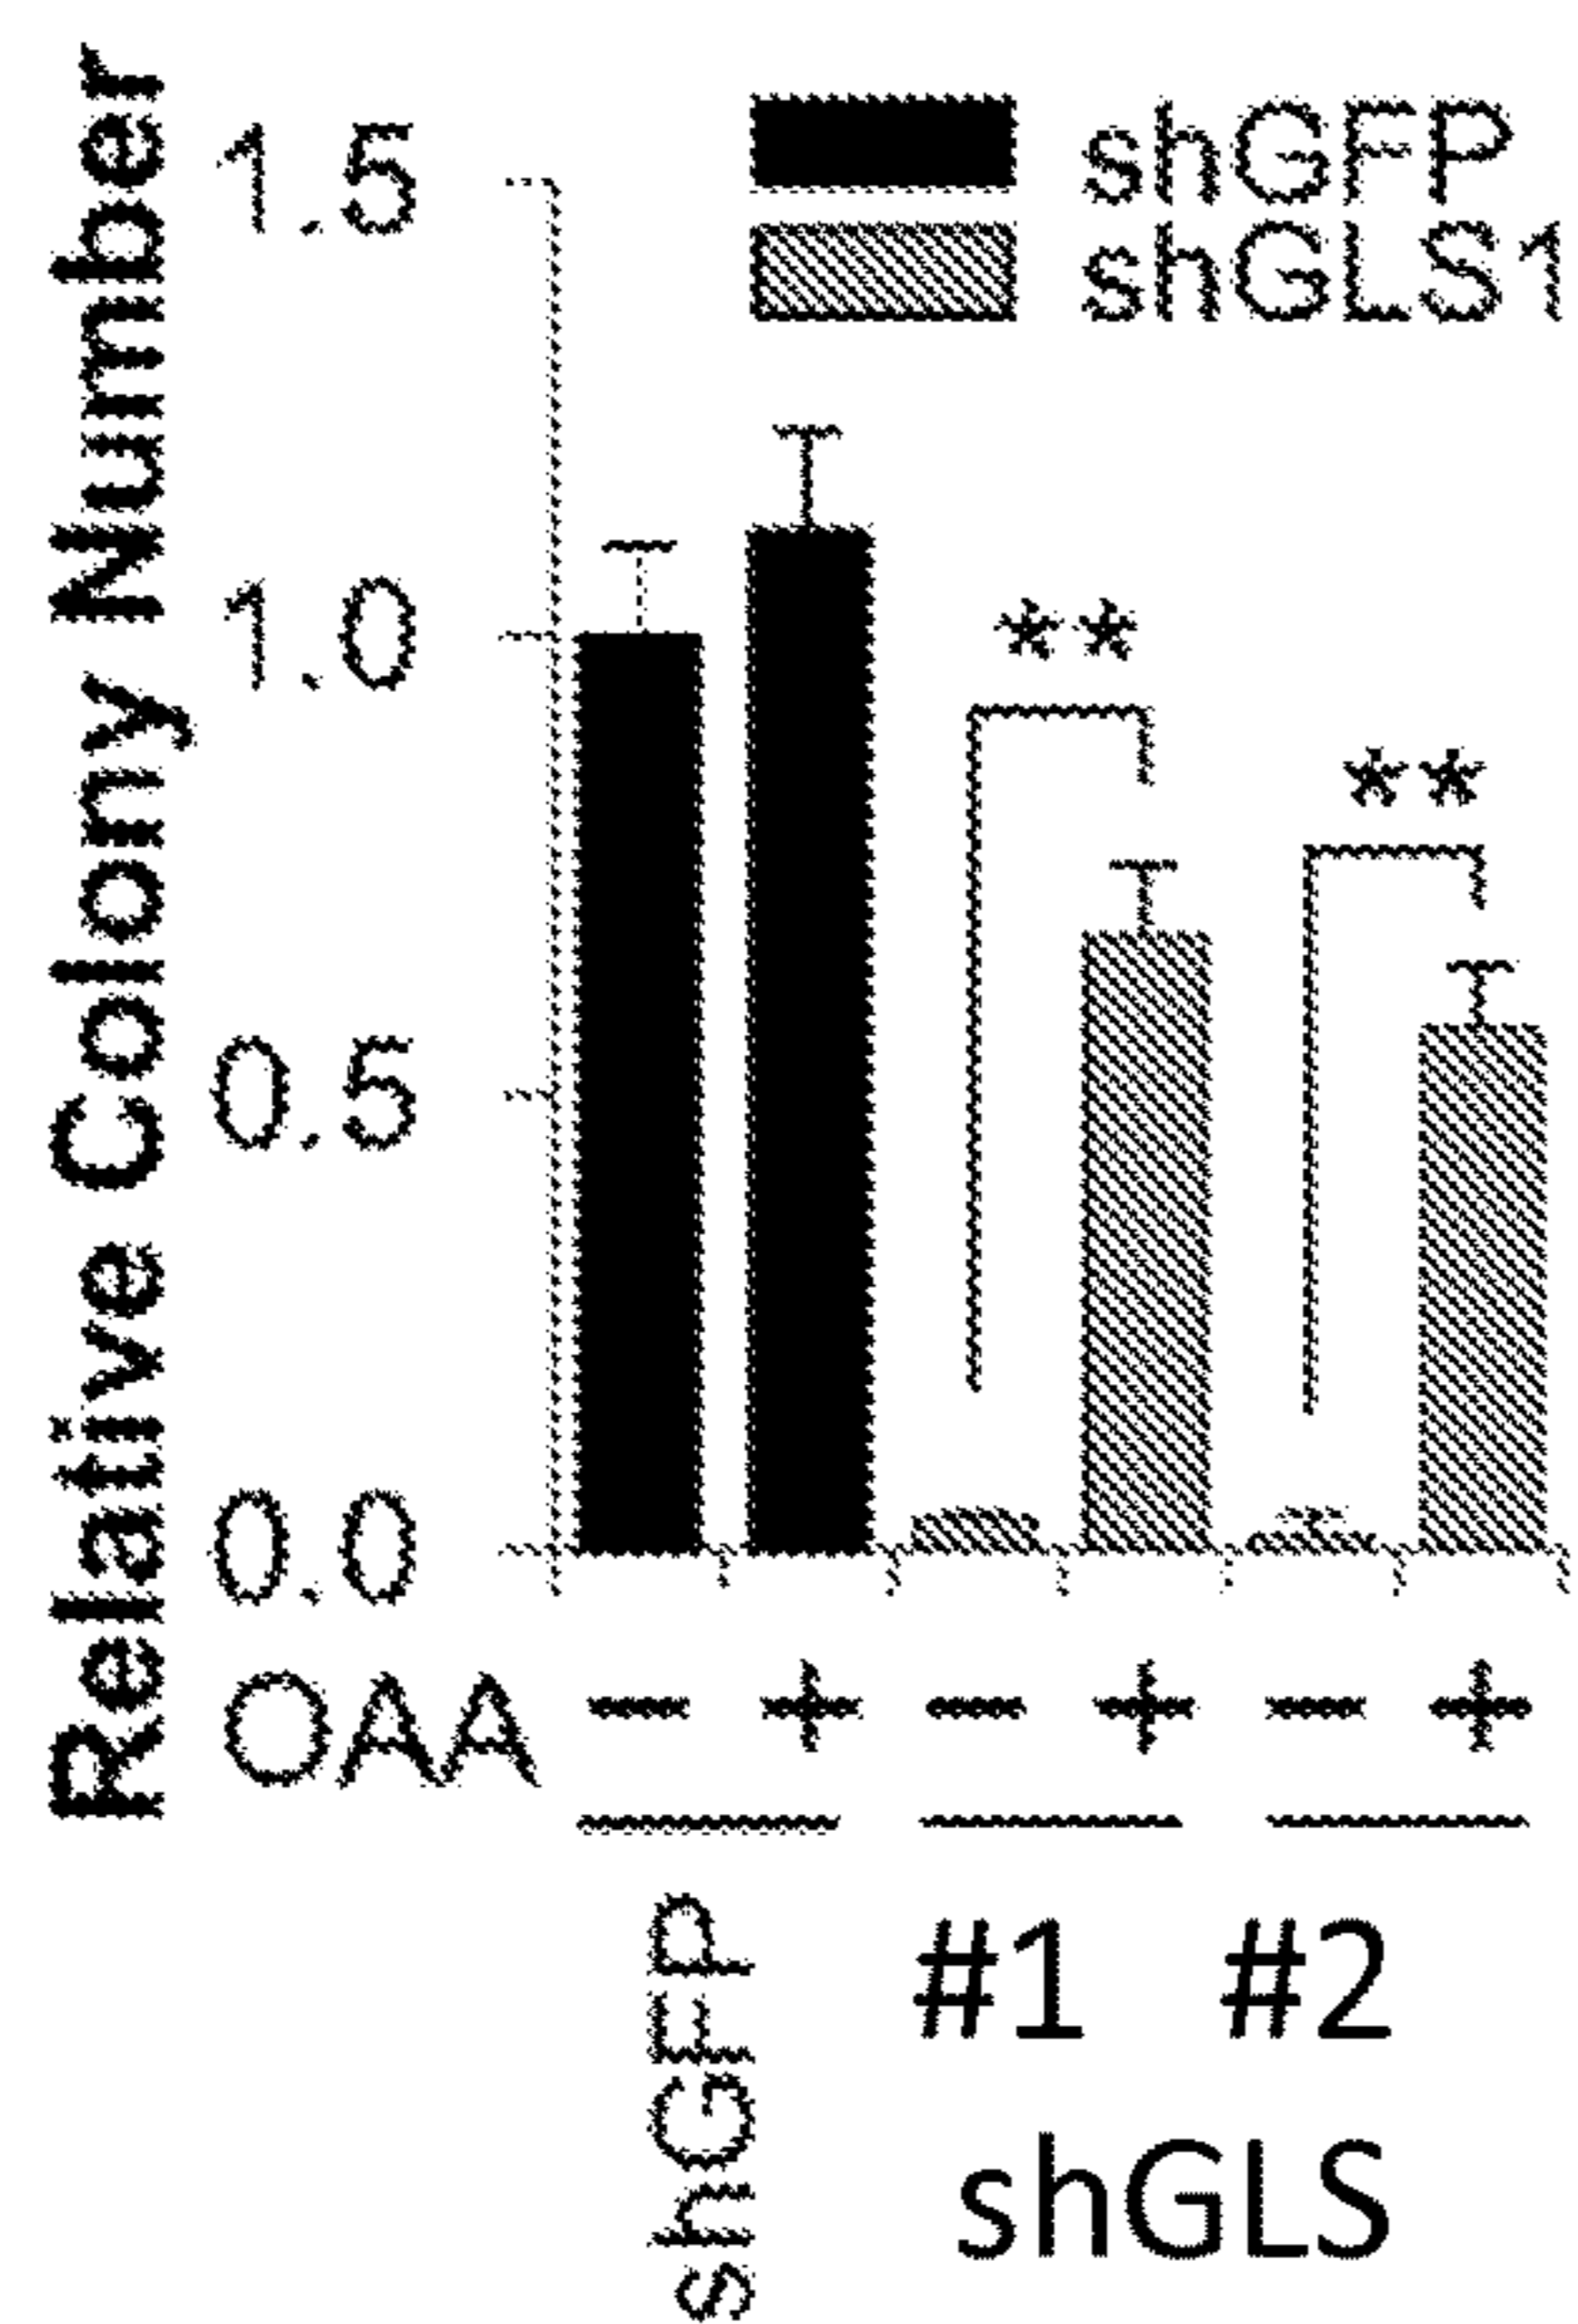 Relative Colony Number
1.5
1.0
0.5
0.0
shGFP
shGLS1
**
**
OAA - + - + - +
shGFP
#1 #2
shGLS